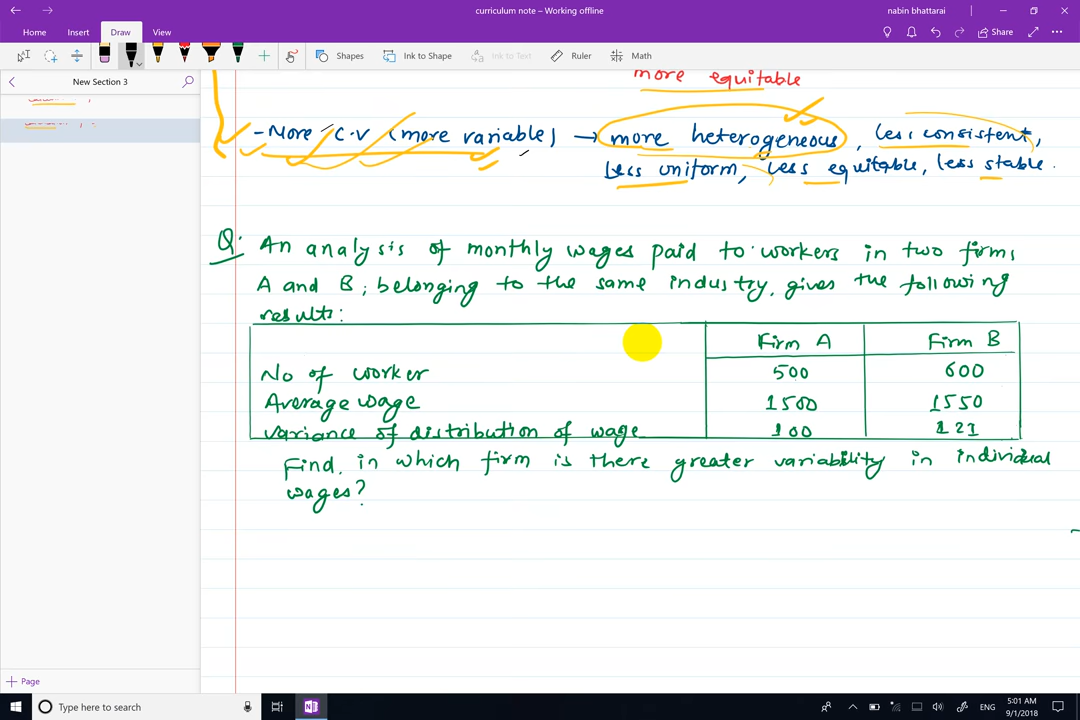 curriculum note – Working offline
nabin bhattarai
Home Insert Draw View
Share
Shapes Ink to Shape Ink to Text Ruler Math
New Section 3
more equitable
- More C.V (more variable) → more heterogeneous, less consistent,
less uniform, less equitable, less stable.
Q: An analysis of monthly wages paid to workers in two firms
A and B, belonging to the same industry, gives the following
results:
Firm A Firm B
No of worker 500 600
Average wage 1500 1550
variance of distribution of wage 100 121
Find, in which firm is there greater variability in individual
wages?
+ Page
Type here to search
ENG
5:01 AM
9/1/2018